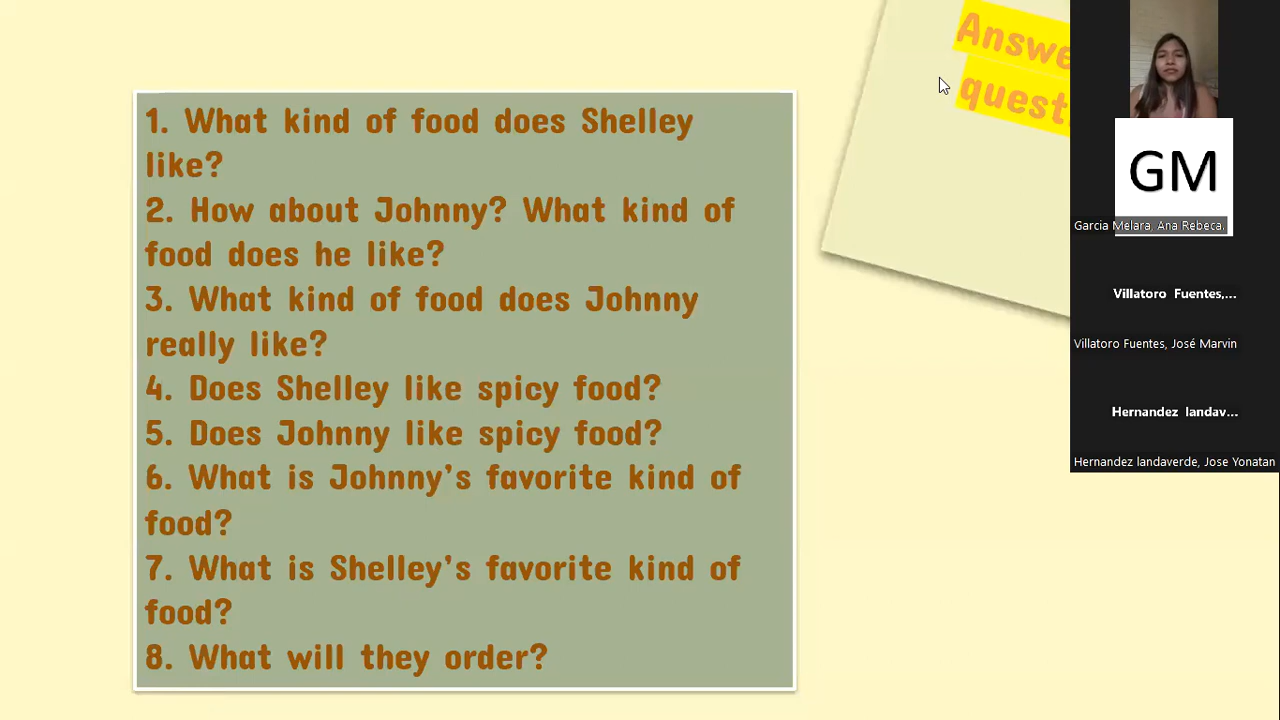 1. What kind of food does Shelley
like?
2. How about Johnny? What kind of
food does he like?
3. What kind of food does Johnny
really like?
4. Does Shelley like spicy food?
5. Does Johnny like spicy food?
6. What is Johnny's favorite kind of
food?
7. What is Shelley's favorite kind of
food?
8. What will they order?
GM
Garcia Melara, Ana Rebeca.
Villatoro Fuentes,...
Villatoro Fuentes, José Marvin
Hernandez landav...
Hernandez landaverde, Jose Yonatan